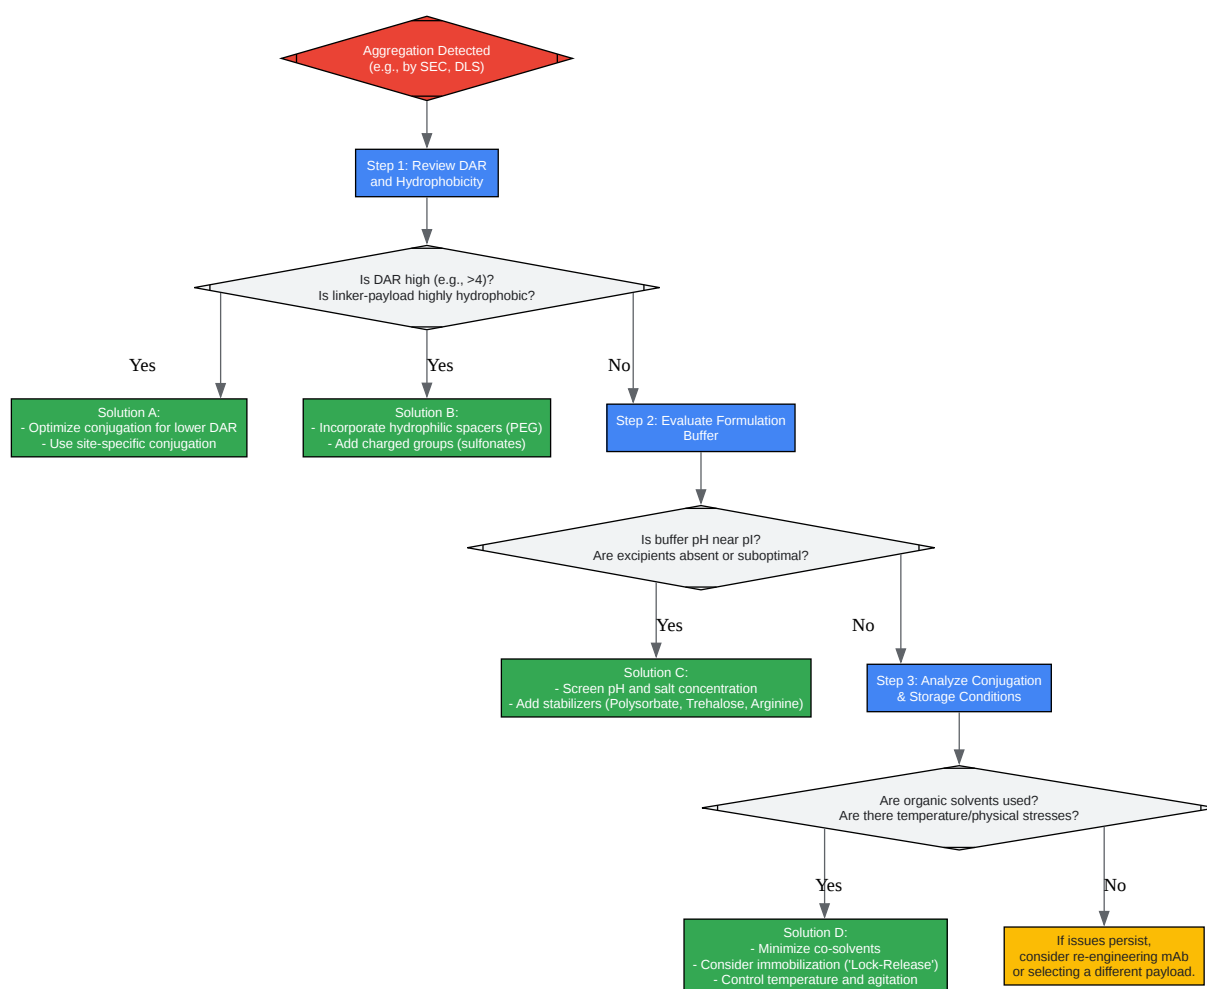 Aggregation Detected
(e.g., by SEC, DLS)
Step 1: Review DAR
and Hydrophobicity
Is DAR high (e.g., >4)?
Is linker-payload highly hydrophobic?
Yes
Yes
No
Solution A:
- Optimize conjugation for lower DAR
- Use site-specific conjugation
Solution B:
- Incorporate hydrophilic spacers (PEG)
- Add charged groups (sulfonates)
Step 2: Evaluate Formulation
Buffer
Is buffer pH near pI?
Are excipients absent or suboptimal?
Yes
No
Solution C:
- Screen pH and salt concentration
- Add stabilizers (Polysorbate, Trehalose, Arginine)
Step 3: Analyze Conjugation
& Storage Conditions
Are organic solvents used?
Are there temperature/physical stresses?
Yes
No
Solution D:
- Minimize co-solvents
- Consider immobilization ('Lock-Release')
- Control temperature and agitation
If issues persist,
consider re-engineering mAb
or selecting a different payload.